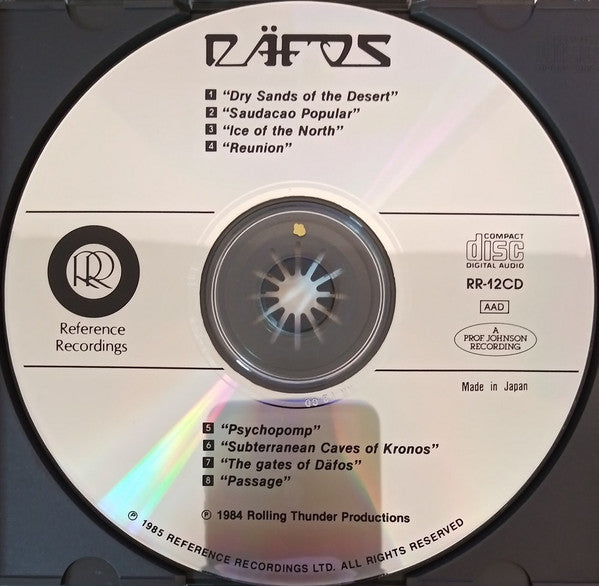 DÄFOS
1 "Dry Sands of the Desert"
2 "Saudacao Popular"
3 "Ice of the North"
4 "Reunion"
RR
Reference
Recordings
COMPACT
disc
DIGITAL AUDIO
RR-12CD
AAD
A
PROF JOHNSON
RECORDING
Made in Japan
5 "Psychopomp"
6 "Subterranean Caves of Kronos"
7 "The gates of Däfos"
8 "Passage"
℗ 1984 Rolling Thunder Productions
℗ 1985 REFERENCE RECORDINGS LTD. ALL RIGHTS RESERVED